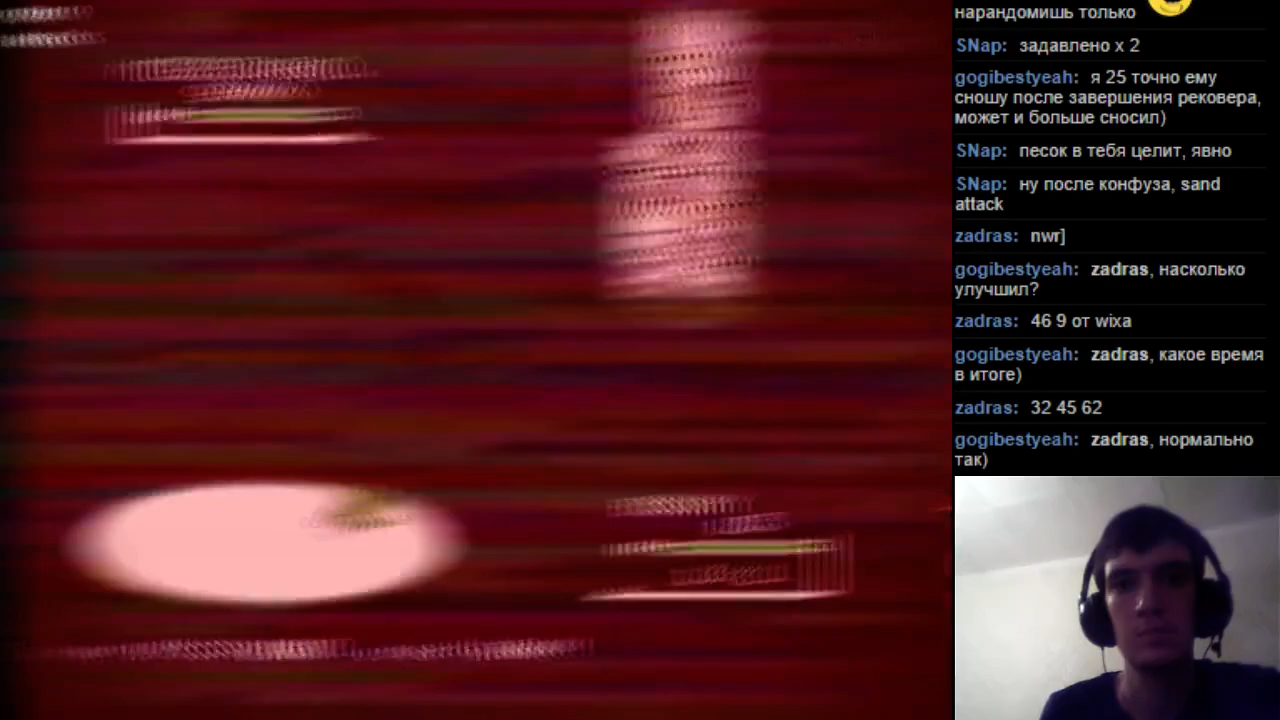 нарандомишь только
SNap: задавлено x 2
gogibestyeah: я 25 точно ему
сношу после завершения рековера,
может и больше сносил)
SNap: песок в тебя целит, явно
SNap: ну после конфуза, sand
attack
zadras: nwr]
gogibestyeah: zadras, насколько
улучшил?
zadras: 46 9 от wixa
gogibestyeah: zadras, какое время
в итоге)
zadras: 32 45 62
gogibestyeah: zadras, нормально
так)